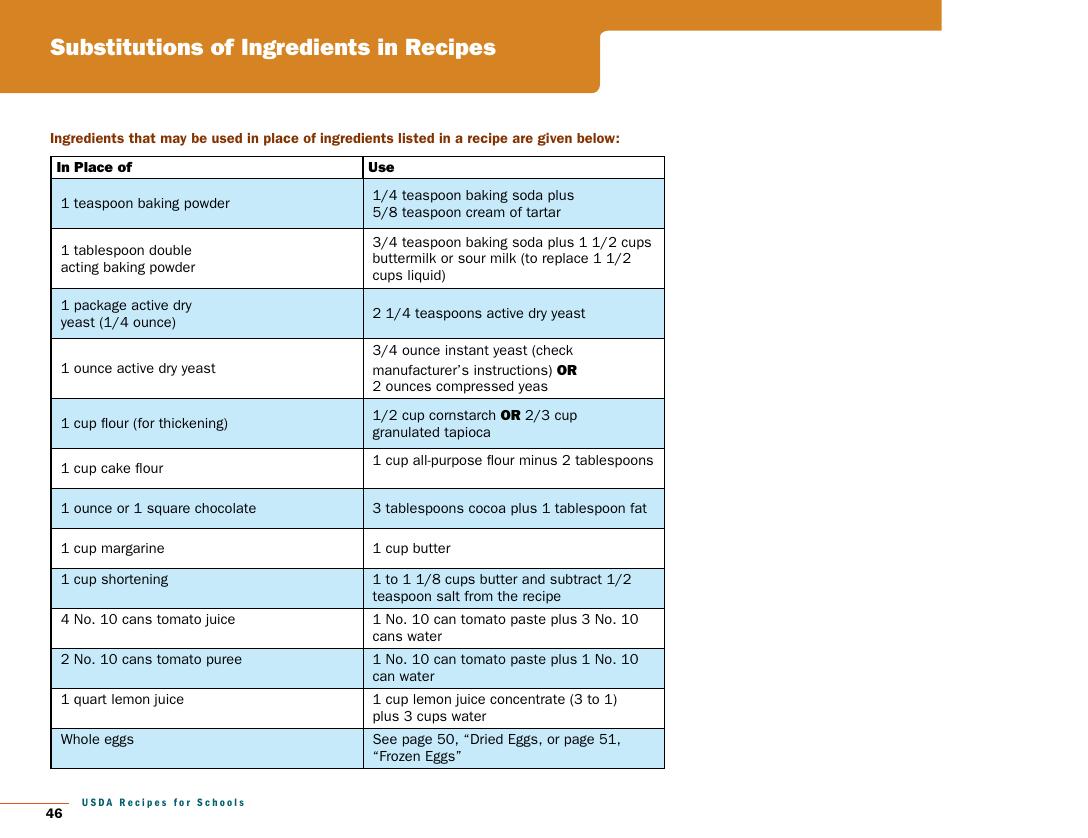 Substitutions of Ingredients in Recipes
Ingredients that may be used in place of ingredients listed in a recipe are given below:
In Place of
Use
1 teaspoon baking powder
1/4 teaspoon baking soda plus
5/8 teaspoon cream of tartar
1 tablespoon double
acting baking powder
3/4 teaspoon baking soda plus 1 1/2 cups
buttermilk or sour milk (to replace 1 1/2
cups liquid)
1 package active dry
yeast (1/4 ounce)
2 1/4 teaspoons active dry yeast
1 ounce active dry yeast
3/4 ounce instant yeast (check
manufacturer's instructions) OR
2 ounces compressed yeas
1 cup flour (for thickening)
1/2 cup cornstarch OR 2/3 cup
granulated tapioca
1 cup cake flour
1 cup all-purpose flour minus 2 tablespoons
1 ounce or 1 square chocolate
3 tablespoons cocoa plus 1 tablespoon fat
1 cup margarine
1 cup butter
1 cup shortening
1 to 1 1/8 cups butter and subtract 1/2
teaspoon salt from the recipe
4 No. 10 cans tomato juice
1 No. 10 can tomato paste plus 3 No. 10
cans water
2 No. 10 cans tomato puree
1 No. 10 can tomato paste plus 1 No. 10
can water
1 quart lemon juice
1 cup lemon juice concentrate (3 to 1)
plus 3 cups water
Whole eggs
See page 50, “Dried Eggs, or page 51,
“Frozen Eggs”
USDA Recipes for Schools
46